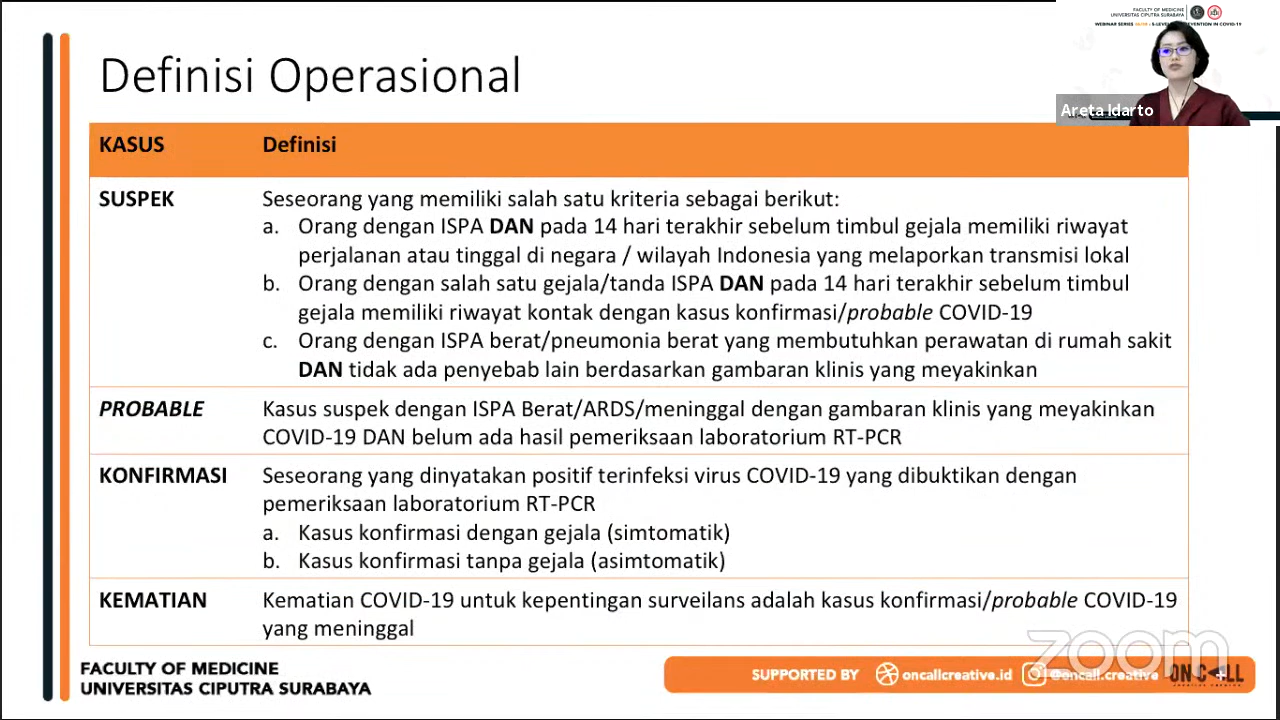 Definisi Operasional
FACULTY OF MEDICINE
UNIVERSITAS CIPUTRA SURABAYA
Areta Idarto
KASUS Definisi
SUSPEK Seseorang yang memiliki salah satu kriteria sebagai berikut:
a. Orang dengan ISPA DAN pada 14 hari terakhir sebelum timbul gejala memiliki riwayat
perjalanan atau tinggal di negara / wilayah Indonesia yang melaporkan transmisi lokal
b. Orang dengan salah satu gejala/tanda ISPA DAN pada 14 hari terakhir sebelum timbul
gejala memiliki riwayat kontak dengan kasus konfirmasi/probable COVID-19
c. Orang dengan ISPA berat/pneumonia berat yang membutuhkan perawatan di rumah sakit
DAN tidak ada penyebab lain berdasarkan gambaran klinis yang meyakinkan
PROBABLE Kasus suspek dengan ISPA Berat/ARDS/meninggal dengan gambaran klinis yang meyakinkan
COVID-19 DAN belum ada hasil pemeriksaan laboratorium RT-PCR
KONFIRMASI Seseorang yang dinyatakan positif terinfeksi virus COVID-19 yang dibuktikan dengan
pemeriksaan laboratorium RT-PCR
a. Kasus konfirmasi dengan gejala (simtomatik)
b. Kasus konfirmasi tanpa gejala (asimtomatik)
KEMATIAN Kematian COVID-19 untuk kepentingan surveilans adalah kasus konfirmasi/probable COVID-19
yang meninggal
zoom
FACULTY OF MEDICINE
UNIVERSITAS CIPUTRA SURABAYA
SUPPORTED BY oncallcreative.id @oncall.creative ON CALL